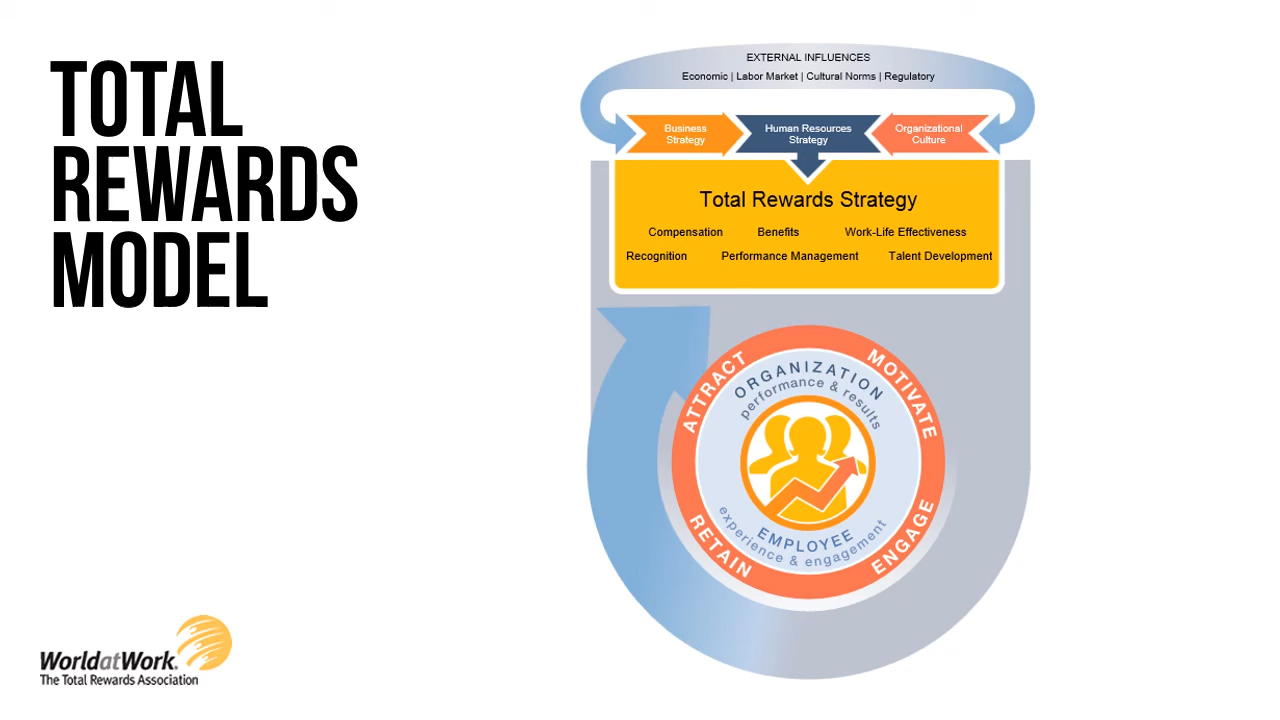 TOTAL
REWARDS
MODEL
EXTERNAL INFLUENCES
Economic | Labor Market | Cultural Norms | Regulatory
Business
Strategy
Human Resources
Strategy
Organizational
Culture
Total Rewards Strategy
Compensation Benefits Work-Life Effectiveness
Recognition Performance Management Talent Development
ATTRACT
MOTIVATE
ORGANIZATION
performance & results
EMPLOYEE
experience & engagement
RETAIN
ENGAGE
WorldatWork.
The Total Rewards Association